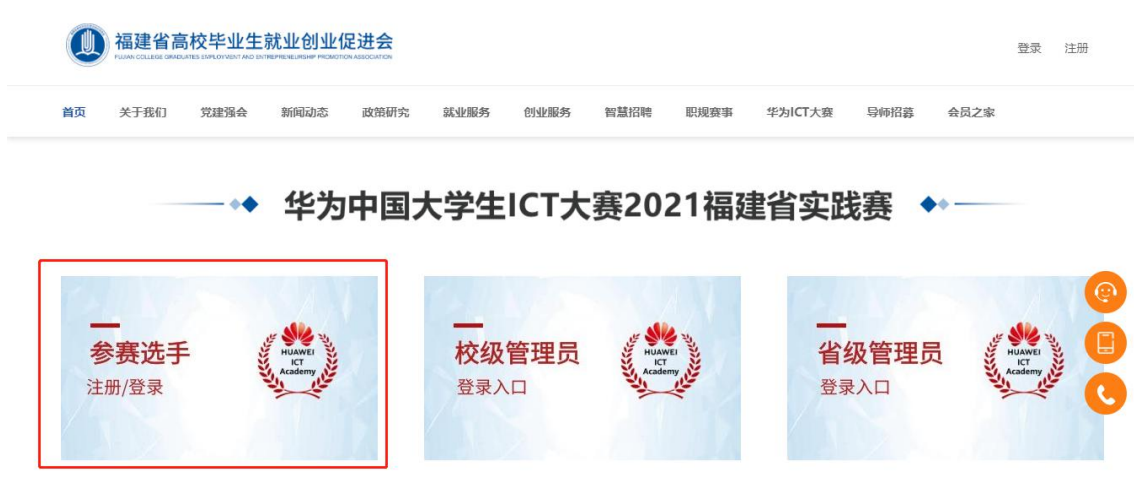 福建省高校毕业生就业创业促进会
FUJIAN COLLEGE GRADUATES EMPLOYMENT AND ENTREPRENEURSHIP PROMOTION ASSOCIATION
登录 注册
首页 关于我们 党建强会 新闻动态 政策研究 就业服务 创业服务 智慧招聘 职规赛事 华为ICT大赛 导师招募 会员之家
华为中国大学生ICT大赛2021福建省实践赛
参赛选手
注册/登录
HUAWEI
ICT
Academy
校级管理员
登录入口
HUAWEI
ICT
Academy
省级管理员
登录入口
HUAWEI
ICT
Academy